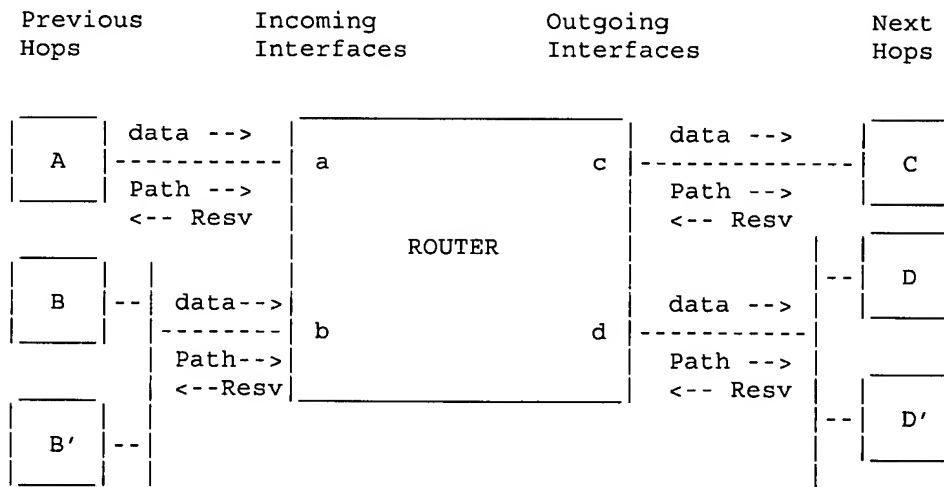 Previous Incoming Outgoing Next
Hops Interfaces Interfaces Hops
data --> data -->
A a c C
Path --> Path -->
<-- Resv <-- Resv
ROUTER
B data--> data --> D
b d
Path--> Path -->
<--Resv <-- Resv
B' D'